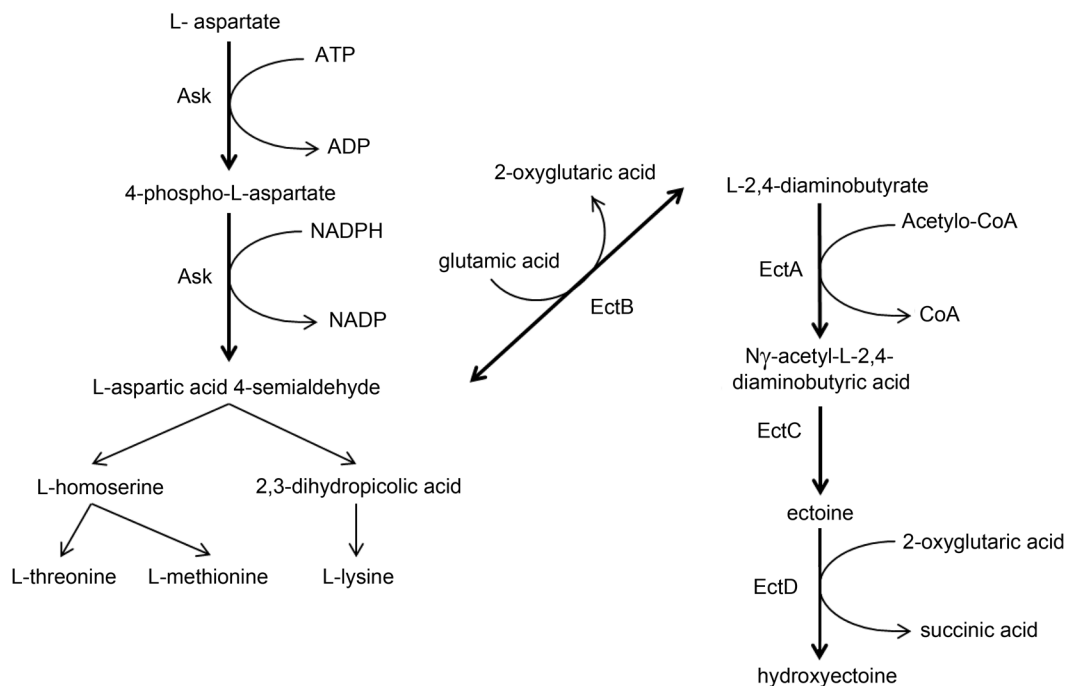 L- aspartate
ATP
Ask
ADP
4-phospho-L-aspartate
NADPH
Ask
NADP
L-aspartic acid 4-semialdehyde
L-homoserine
2,3-dihydropicolic acid
L-threonine
L-methionine
L-lysine
2-oxyglutaric acid
glutamic acid
EctB
L-2,4-diaminobutyrate
Acetylo-CoA
EctA
CoA
Nγ-acetyl-L-2,4-
diaminobutyric acid
EctC
ectoine
2-oxyglutaric acid
EctD
succinic acid
hydroxyectoine